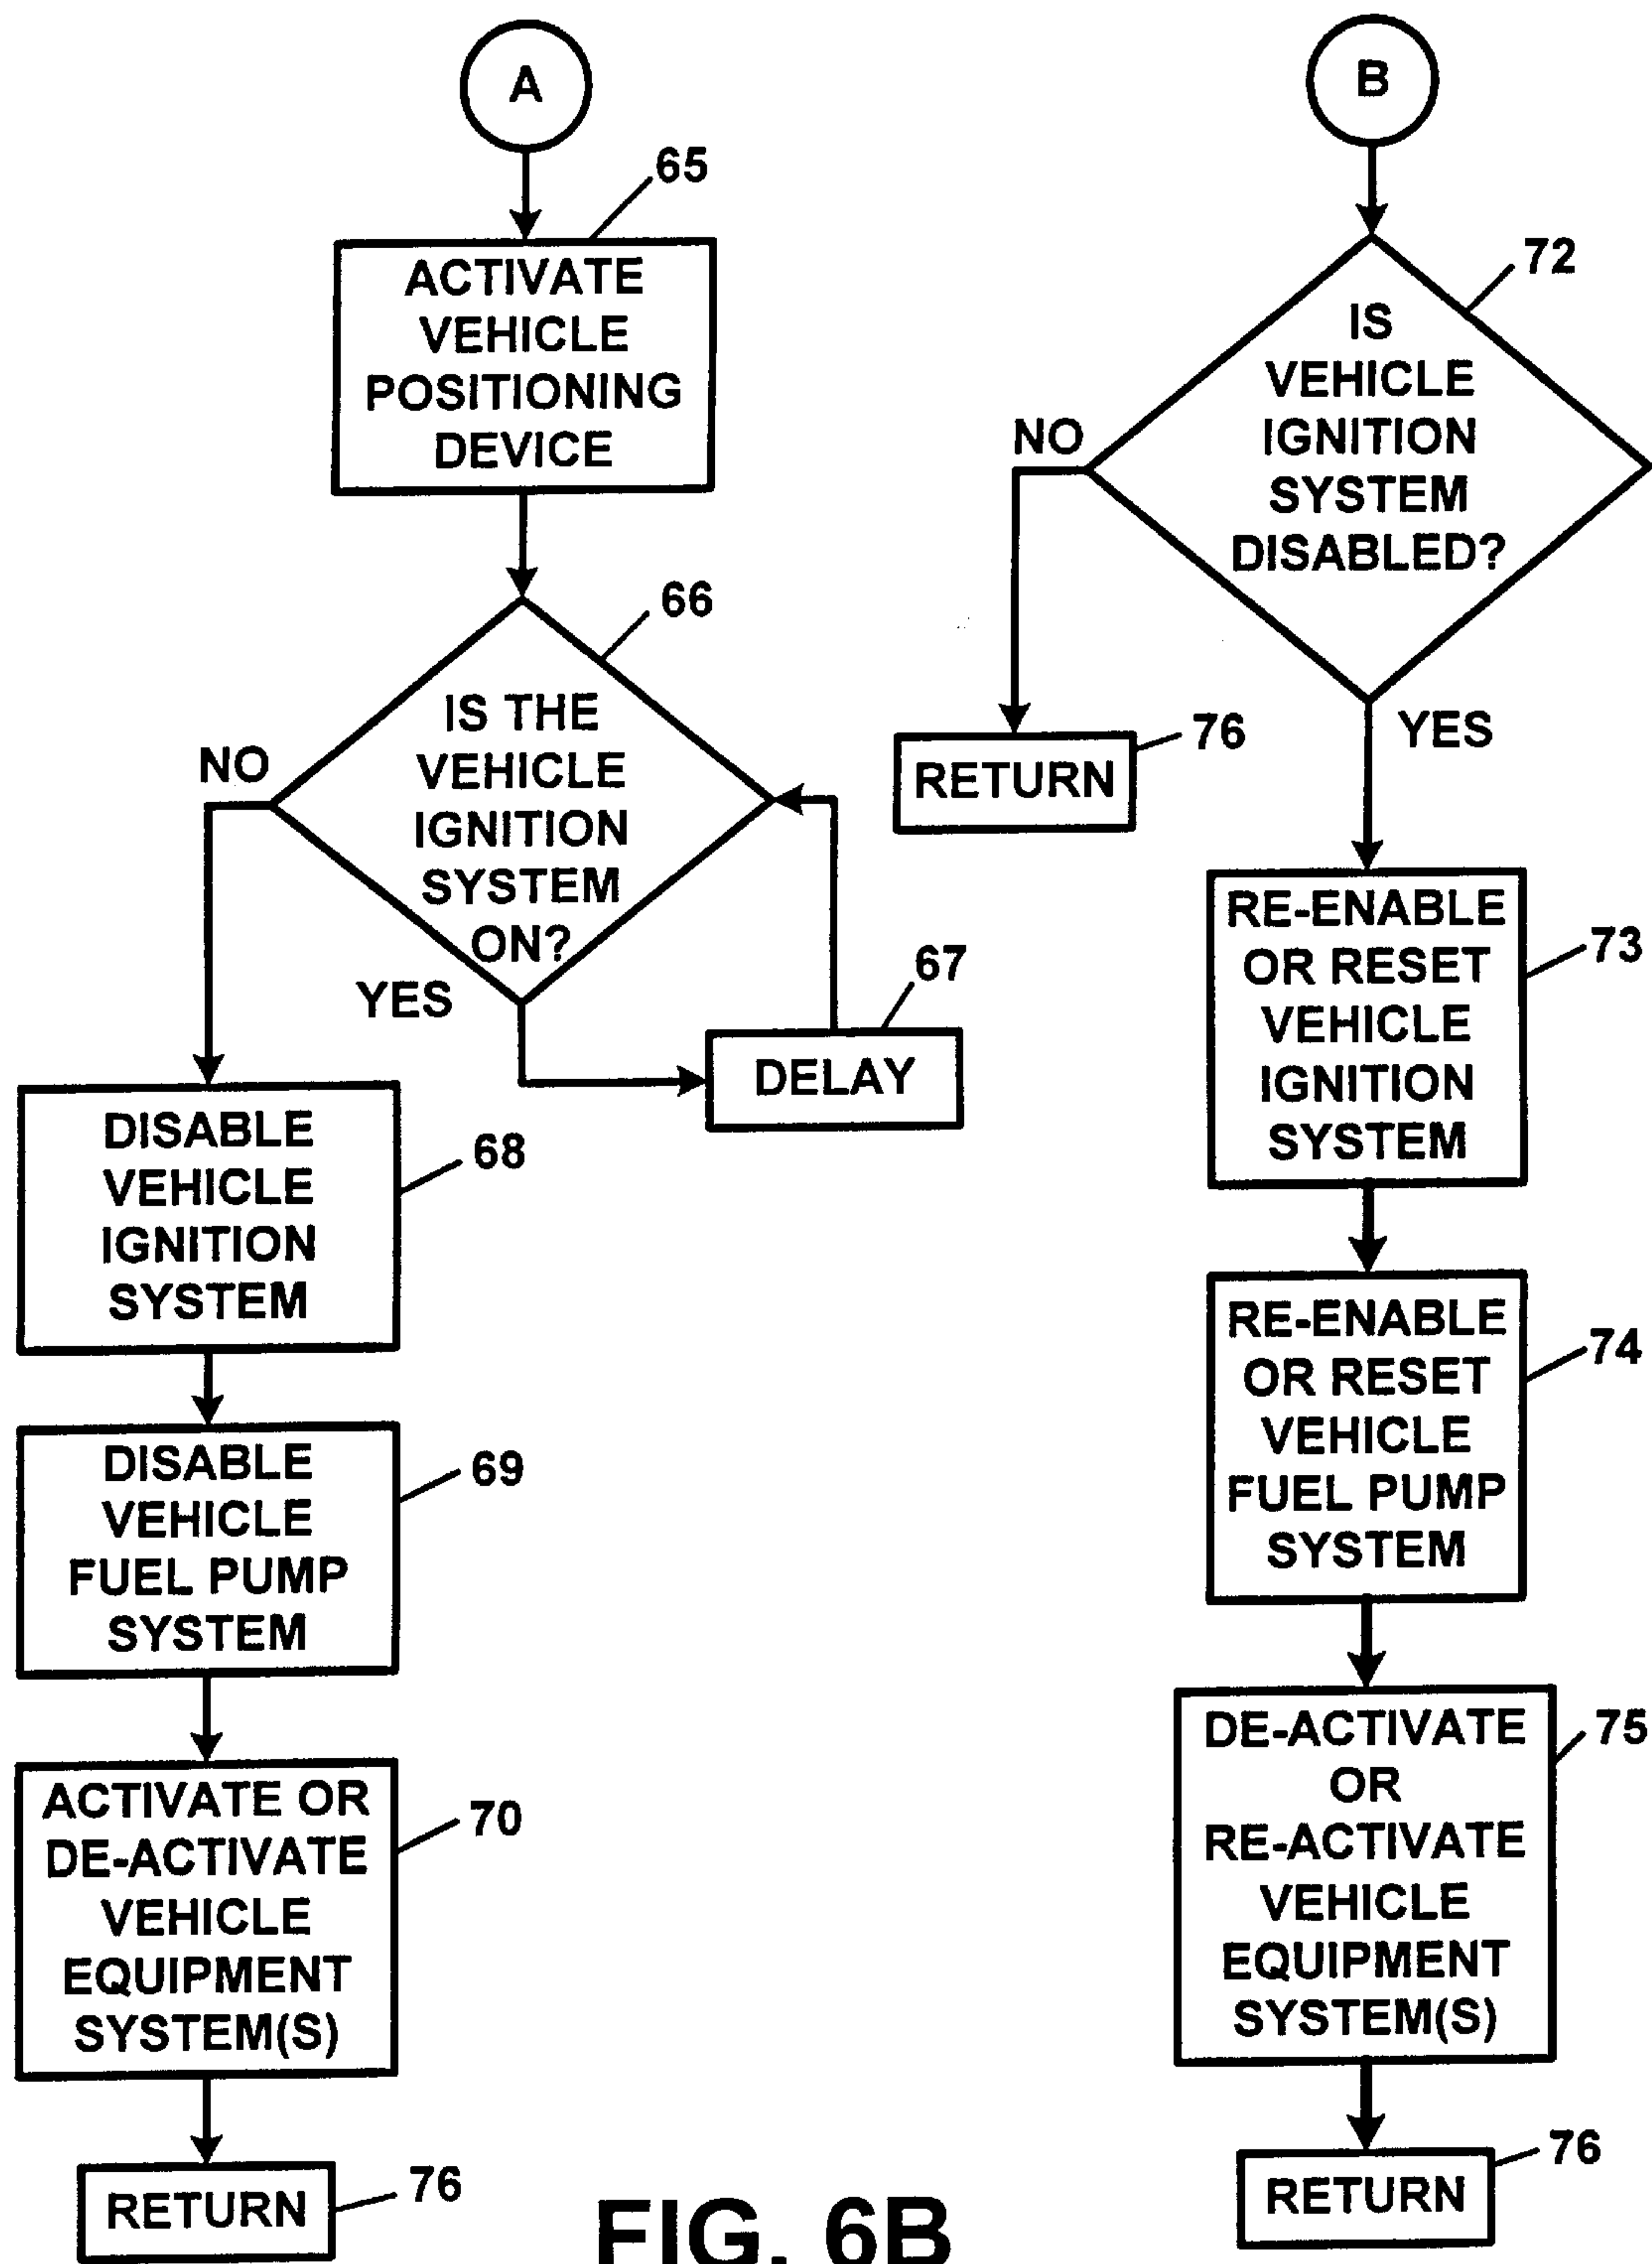 A
65
ACTIVATE
VEHICLE
POSITIONING
DEVICE
66
IS THE
VEHICLE
IGNITION
SYSTEM
ON?
NO
YES
67
DELAY
DISABLE
VEHICLE
IGNITION
SYSTEM
68
DISABLE
VEHICLE
FUEL PUMP
SYSTEM
69
ACTIVATE OR
DE-ACTIVATE
VEHICLE
EQUIPMENT
SYSTEM(S)
70
RETURN
76
B
72
IS
VEHICLE
IGNITION
SYSTEM
DISABLED?
NO
YES
76
RETURN
RE-ENABLE
OR RESET
VEHICLE
IGNITION
SYSTEM
73
RE-ENABLE
OR RESET
VEHICLE
FUEL PUMP
SYSTEM
74
DE-ACTIVATE
OR
RE-ACTIVATE
VEHICLE
EQUIPMENT
SYSTEM(S)
75
RETURN
76
FIG. 6B